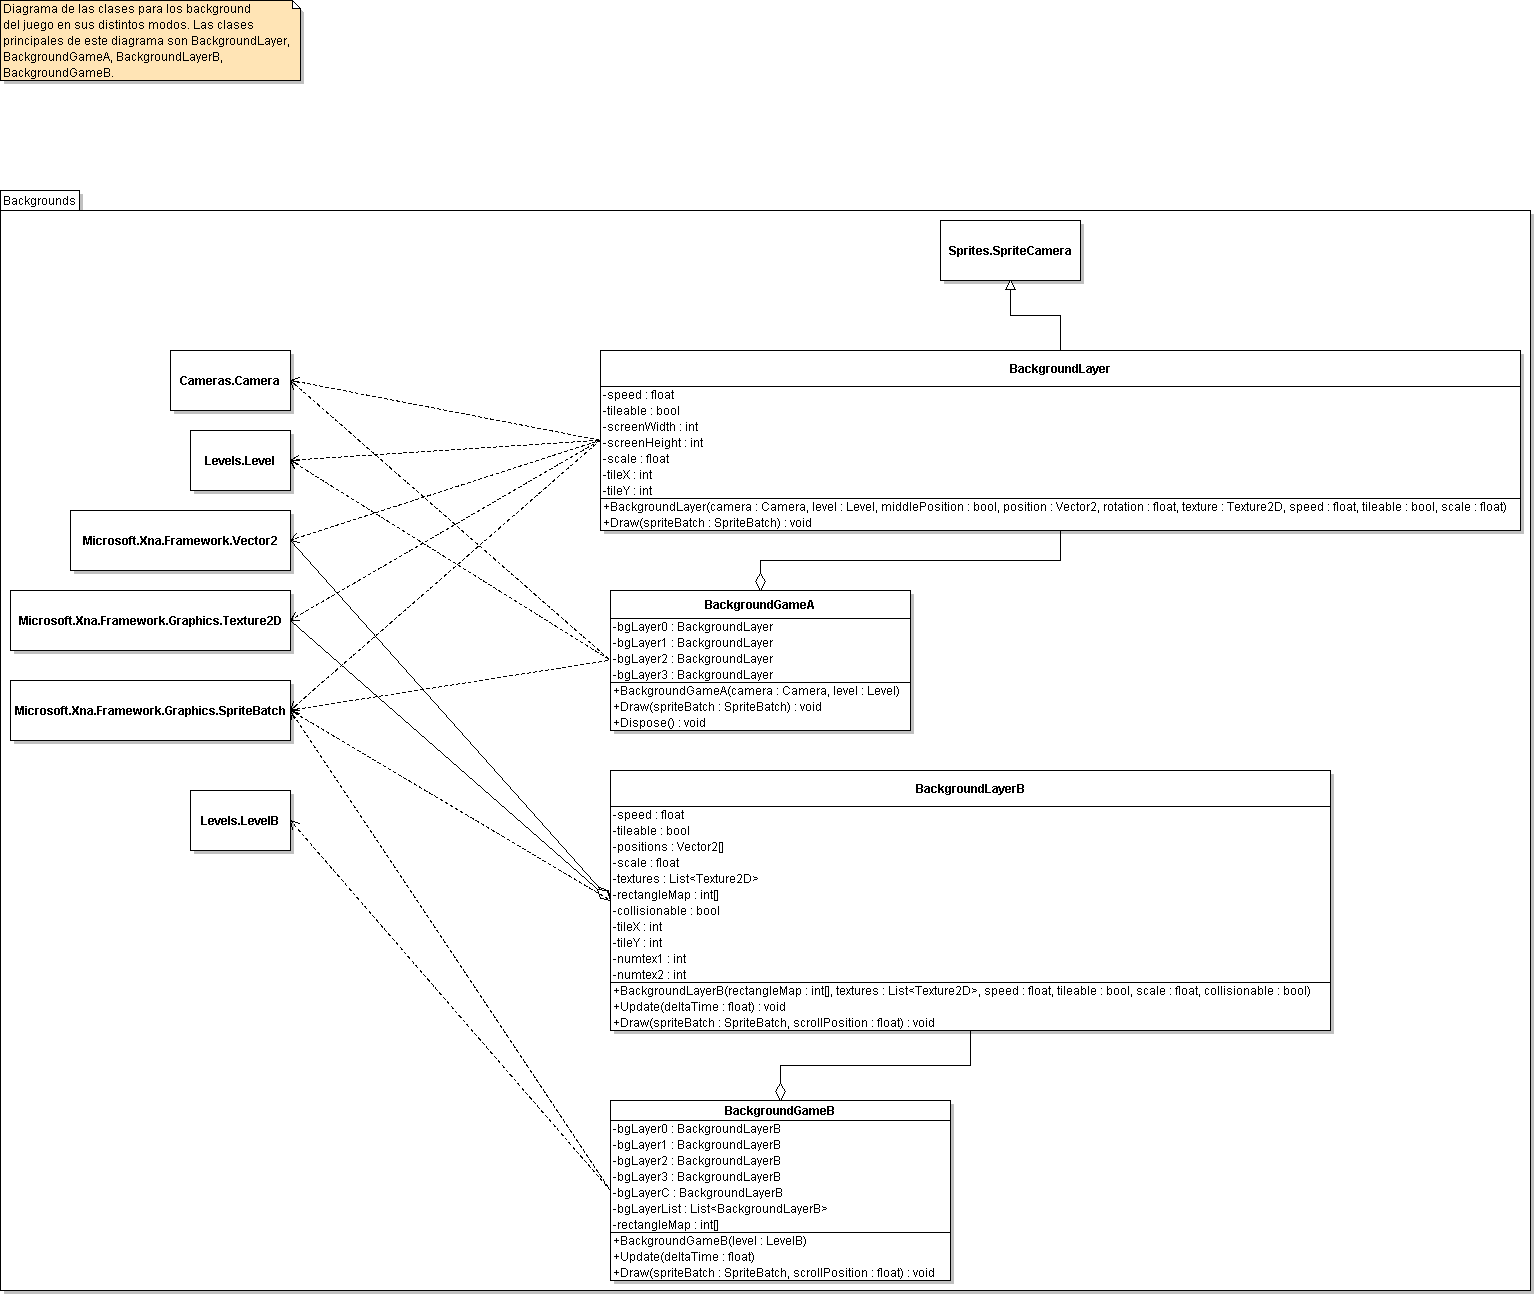 Diagrama de las clases para los background
del juego en sus distintos modos. Las clases
principales de este diagrama son BackgroundLayer,
BackgroundGameA, BackgroundLayerB,
BackgroundGameB.
Backgrounds
Sprites.SpriteCamera
Cameras.Camera
Levels.Level
Microsoft.Xna.Framework.Vector2
Microsoft.Xna.Framework.Graphics.Texture2D
Microsoft.Xna.Framework.Graphics.SpriteBatch
Levels.LevelB
BackgroundLayer
-speed : float
-tileable : bool
-screenWidth : int
-screenHeight : int
-scale : float
-tileX : int
-tileY : int
+BackgroundLayer(camera : Camera, level : Level, middlePosition : bool, position : Vector2, rotation : float, texture : Texture2D, speed : float, tileable : bool, scale : float)
+Draw(spriteBatch : SpriteBatch) : void
BackgroundGameA
-bgLayer0 : BackgroundLayer
-bgLayer1 : BackgroundLayer
-bgLayer2 : BackgroundLayer
-bgLayer3 : BackgroundLayer
+BackgroundGameA(camera : Camera, level : Level)
+Draw(spriteBatch : SpriteBatch) : void
+Dispose() : void
BackgroundLayerB
-speed : float
-tileable : bool
-positions : Vector2[]
-scale : float
-textures : List<Texture2D>
-rectangleMap : int[]
-collisionable : bool
-tileX : int
-tileY : int
-numtex1 : int
-numtex2 : int
+BackgroundLayerB(rectangleMap : int[], textures : List<Texture2D>, speed : float, tileable : bool, scale : float, collisionable : bool)
+Update(deltaTime : float) : void
+Draw(spriteBatch : SpriteBatch, scrollPosition : float) : void
BackgroundGameB
-bgLayer0 : BackgroundLayerB
-bgLayer1 : BackgroundLayerB
-bgLayer2 : BackgroundLayerB
-bgLayer3 : BackgroundLayerB
-bgLayerC : BackgroundLayerB
-bgLayerList : List<BackgroundLayerB>
-rectangleMap : int[]
+BackgroundGameB(level : LevelB)
+Update(deltaTime : float)
+Draw(spriteBatch : SpriteBatch, scrollPosition : float) : void